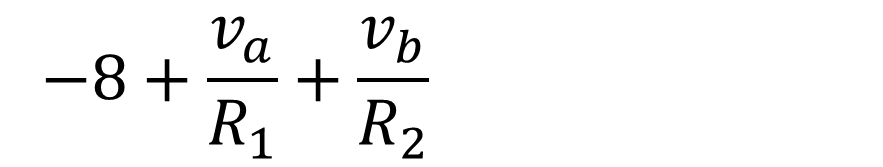 −8 + v_a/R_1 + v_b/R_2